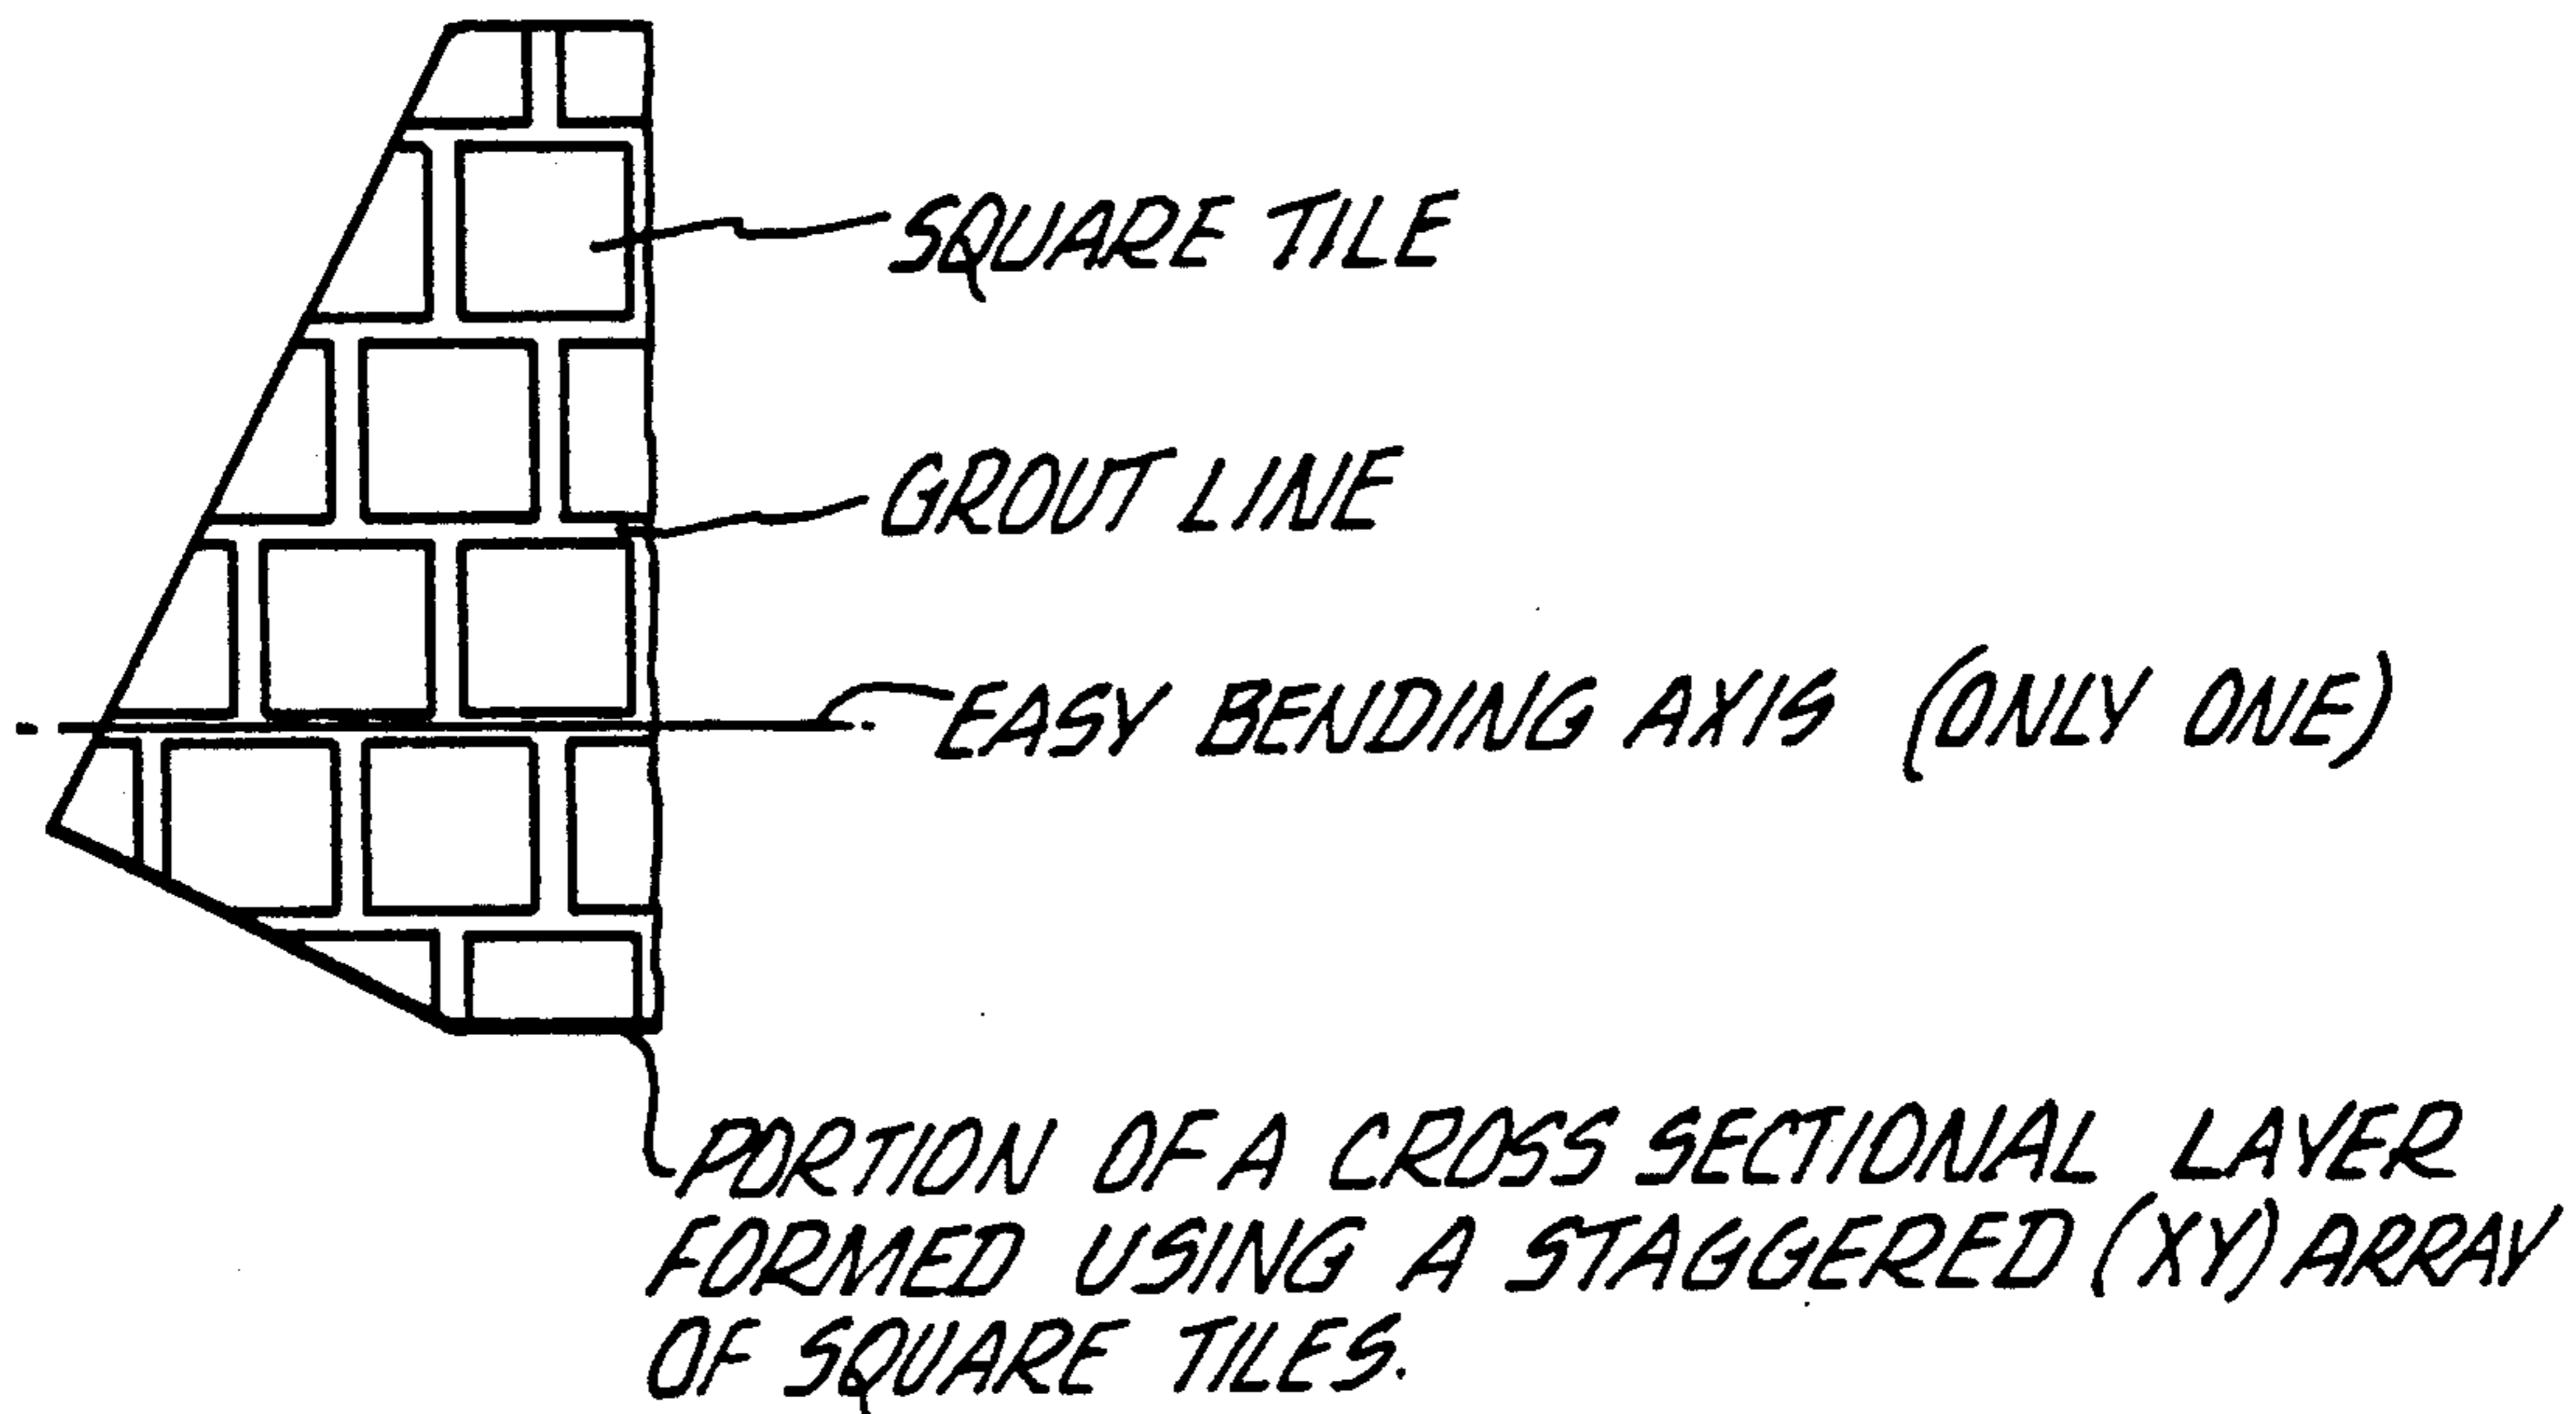 SQUARE TILE
GROUT LINE
EASY BENDING AXIS (ONLY ONE)
PORTION OF A CROSS SECTIONAL LAYER
FORMED USING A STAGGERED (XY) ARRAY
OF SQUARE TILES.